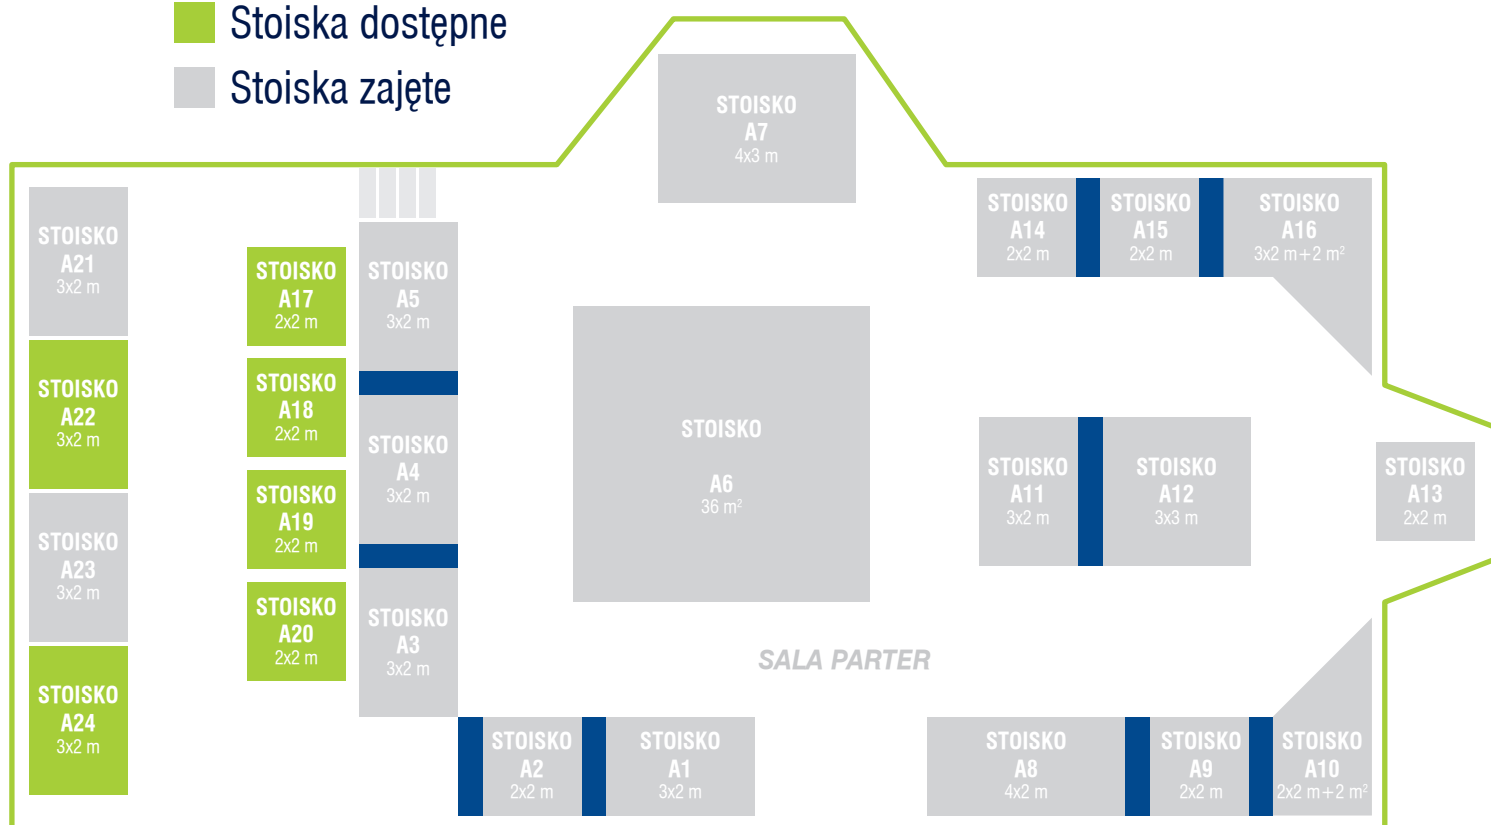 Stoiska dostępne
Stoiska zajęte
STOISKO
A7
4x3 m
STOISKO
A14
2x2 m
STOISKO
A15
2x2 m
STOISKO
A16
3x2 m+2 m²
STOISKO
A21
3x2 m
STOISKO
A22
3x2 m
STOISKO
A23
3x2 m
STOISKO
A24
3x2 m
STOISKO
A17
2x2 m
STOISKO
A18
2x2 m
STOISKO
A19
2x2 m
STOISKO
A20
2x2 m
STOISKO
A5
3x2 m
STOISKO
A4
3x2 m
STOISKO
A3
3x2 m
STOISKO
A6
36 m²
STOISKO
A11
3x2 m
STOISKO
A12
3x3 m
STOISKO
A13
2x2 m
SALA PARTER
STOISKO
A2
2x2 m
STOISKO
A1
3x2 m
STOISKO
A8
4x2 m
STOISKO
A9
2x2 m
STOISKO
A10
2x2 m+2 m²